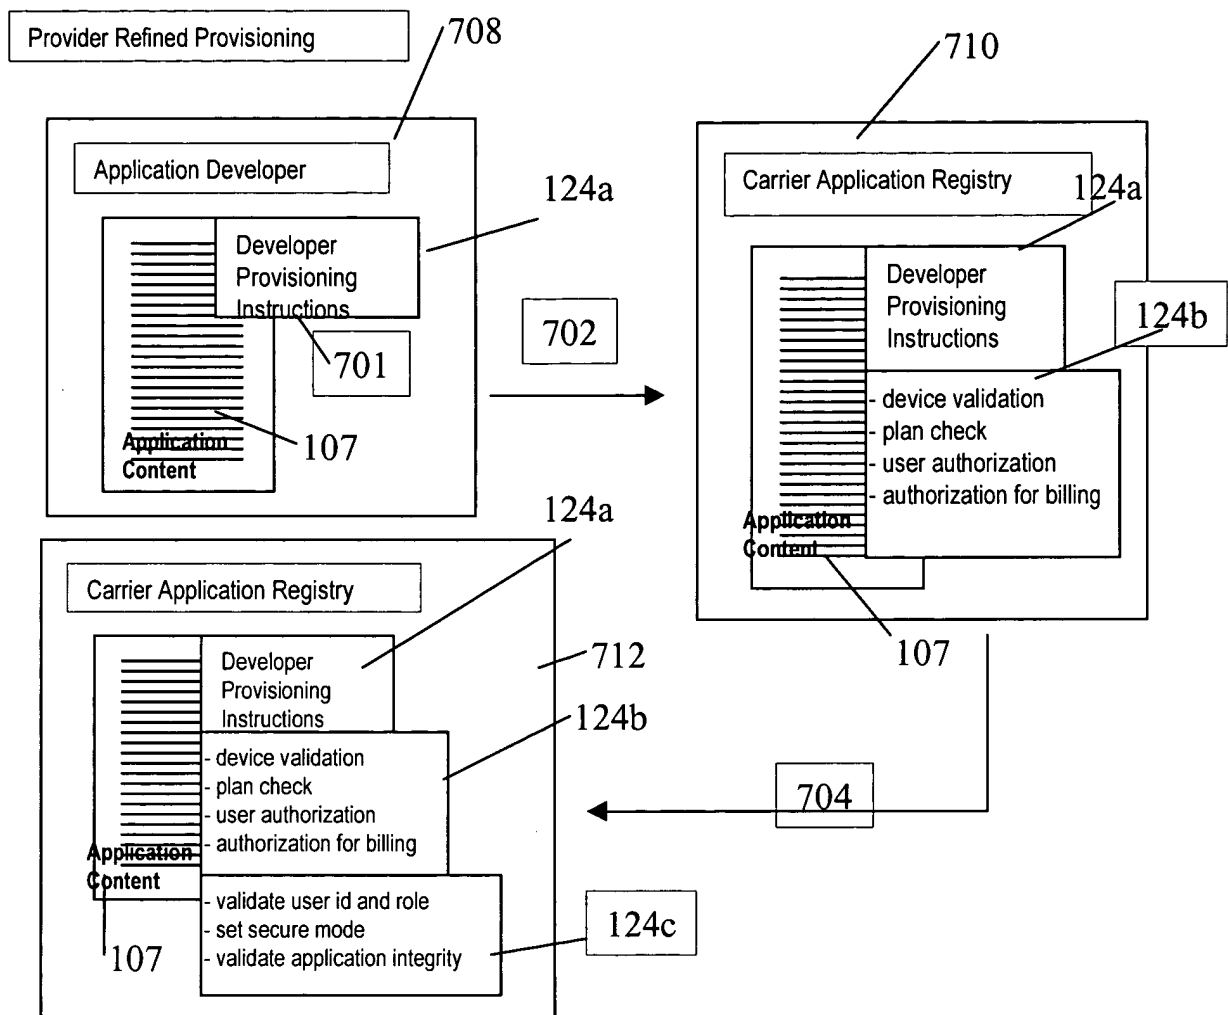 Provider Refined Provisioning
708
Application Developer
124a
Developer
Provisioning
Instructions
701
107
Application
Content
702
710
Carrier Application Registry
124a
Developer
Provisioning
Instructions
124b
- device validation
- plan check
- user authorization
- authorization for billing
Application
Content
107
704
124a
Carrier Application Registry
712
Developer
Provisioning
Instructions
124b
- device validation
- plan check
- user authorization
- authorization for billing
Application
Content
- validate user id and role
- set secure mode
- validate application integrity
124c
107